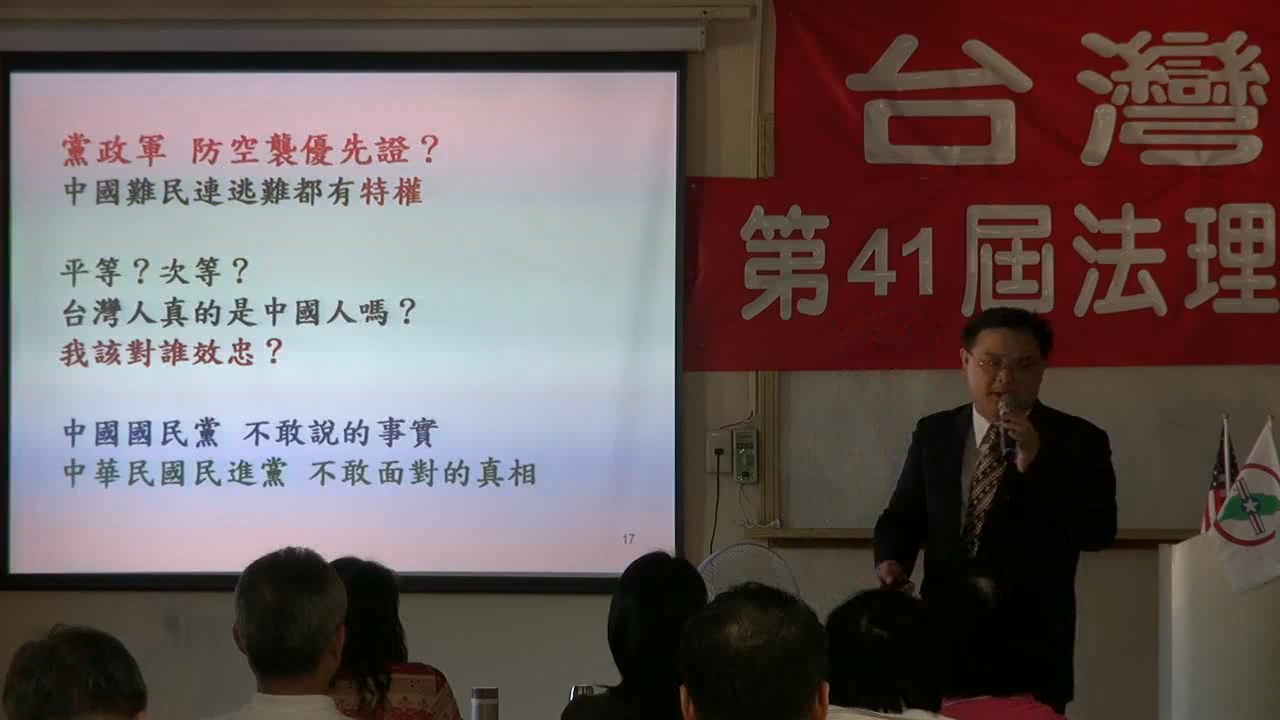 黨政軍 防空襲優先證？
中國難民連逃難都有特權
平等？次等？
台灣人真的是中國人嗎？
我該對誰效忠？
中國國民黨 不敢說的事實
中華民國民進黨 不敢面對的真相
17
台灣
第41屆法理